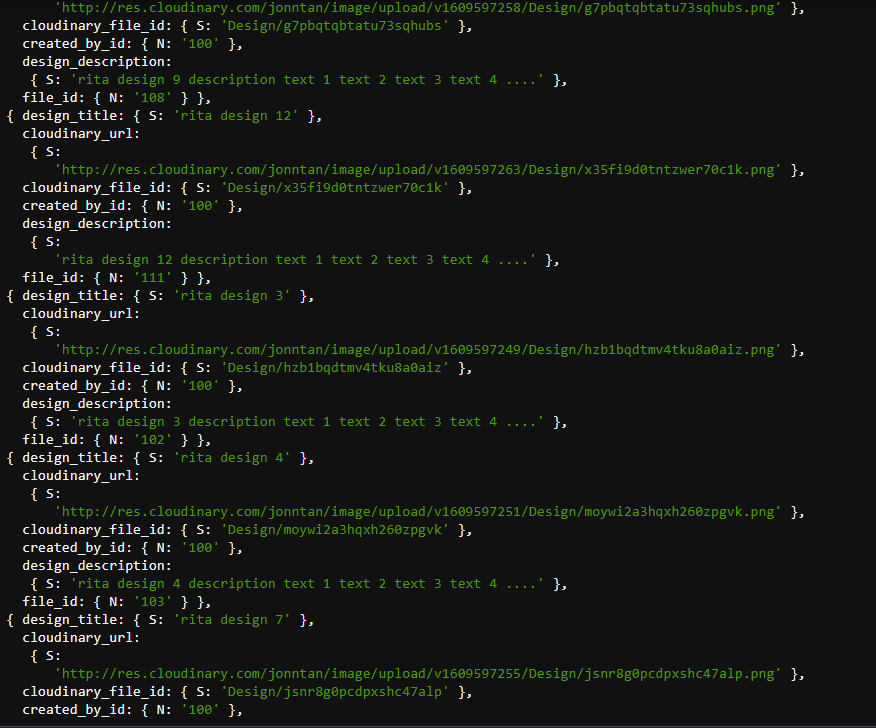 'http://res.cloudinary.com/jonntan/image/upload/v1609597258/Design/g7pbqtqbtatu73sqhubs.png' },
cloudinary_file_id: { S: 'Design/g7pbqtqbtatu73sqhubs' },
created_by_id: { N: '100' },
design_description:
{ S: 'rita design 9 description text 1 text 2 text 3 text 4 ....' },
file_id: { N: '108' } },
{ design_title: { S: 'rita design 12' },
cloudinary_url:
{ S:
'http://res.cloudinary.com/jonntan/image/upload/v1609597263/Design/x35fi9d0tntzwer70c1k.png' },
cloudinary_file_id: { S: 'Design/x35fi9d0tntzwer70c1k' },
created_by_id: { N: '100' },
design_description:
{ S:
'rita design 12 description text 1 text 2 text 3 text 4 ....' },
file_id: { N: '111' } },
{ design_title: { S: 'rita design 3' },
cloudinary_url:
{ S:
'http://res.cloudinary.com/jonntan/image/upload/v1609597249/Design/hzb1bqdtmv4tku8a0aiz.png' },
cloudinary_file_id: { S: 'Design/hzb1bqdtmv4tku8a0aiz' },
created_by_id: { N: '100' },
design_description:
{ S: 'rita design 3 description text 1 text 2 text 3 text 4 ....' },
file_id: { N: '102' } },
{ design_title: { S: 'rita design 4' },
cloudinary_url:
{ S:
'http://res.cloudinary.com/jonntan/image/upload/v1609597251/Design/moywi2a3hqxh260zpgvk.png' },
cloudinary_file_id: { S: 'Design/moywi2a3hqxh260zpgvk' },
created_by_id: { N: '100' },
design_description:
{ S: 'rita design 4 description text 1 text 2 text 3 text 4 ....' },
file_id: { N: '103' } },
{ design_title: { S: 'rita design 7' },
cloudinary_url:
{ S:
'http://res.cloudinary.com/jonntan/image/upload/v1609597255/Design/jsnr8g0pcdpxshc47alp.png' },
cloudinary_file_id: { S: 'Design/jsnr8g0pcdpxshc47alp' },
created_by_id: { N: '100' },